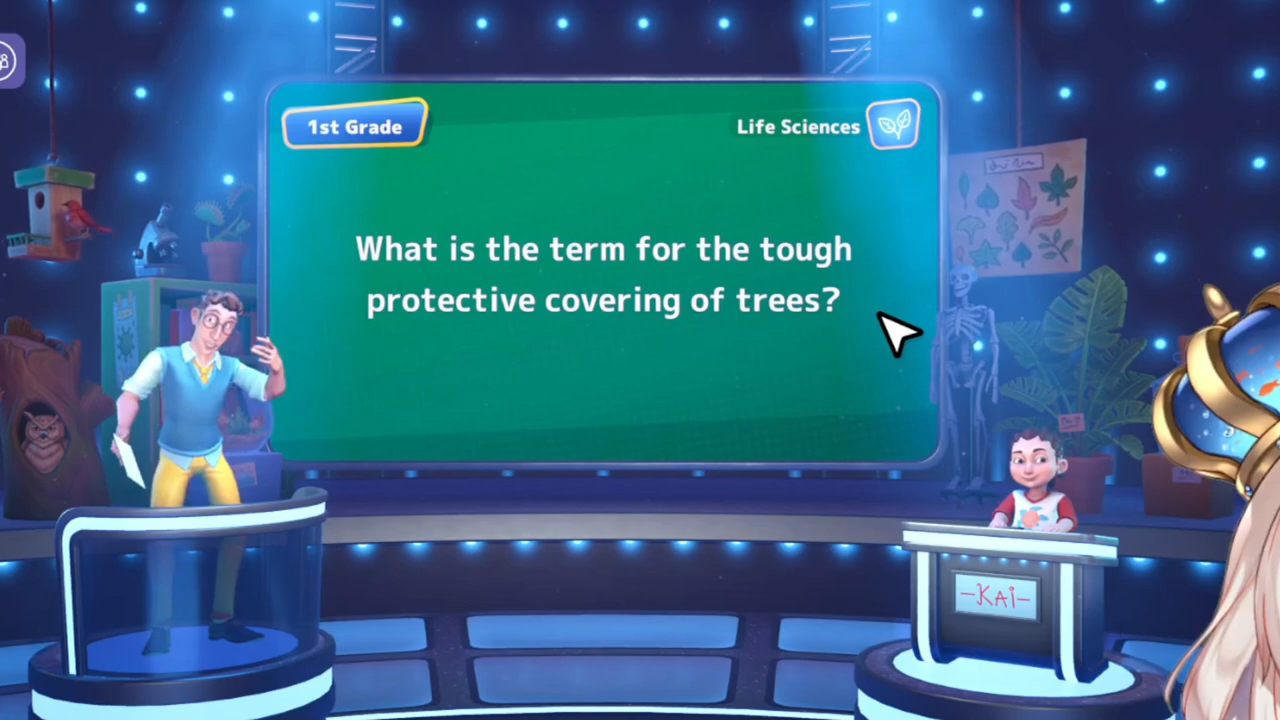 1st Grade
Life Sciences
What is the term for the tough
protective covering of trees?
-KAi-